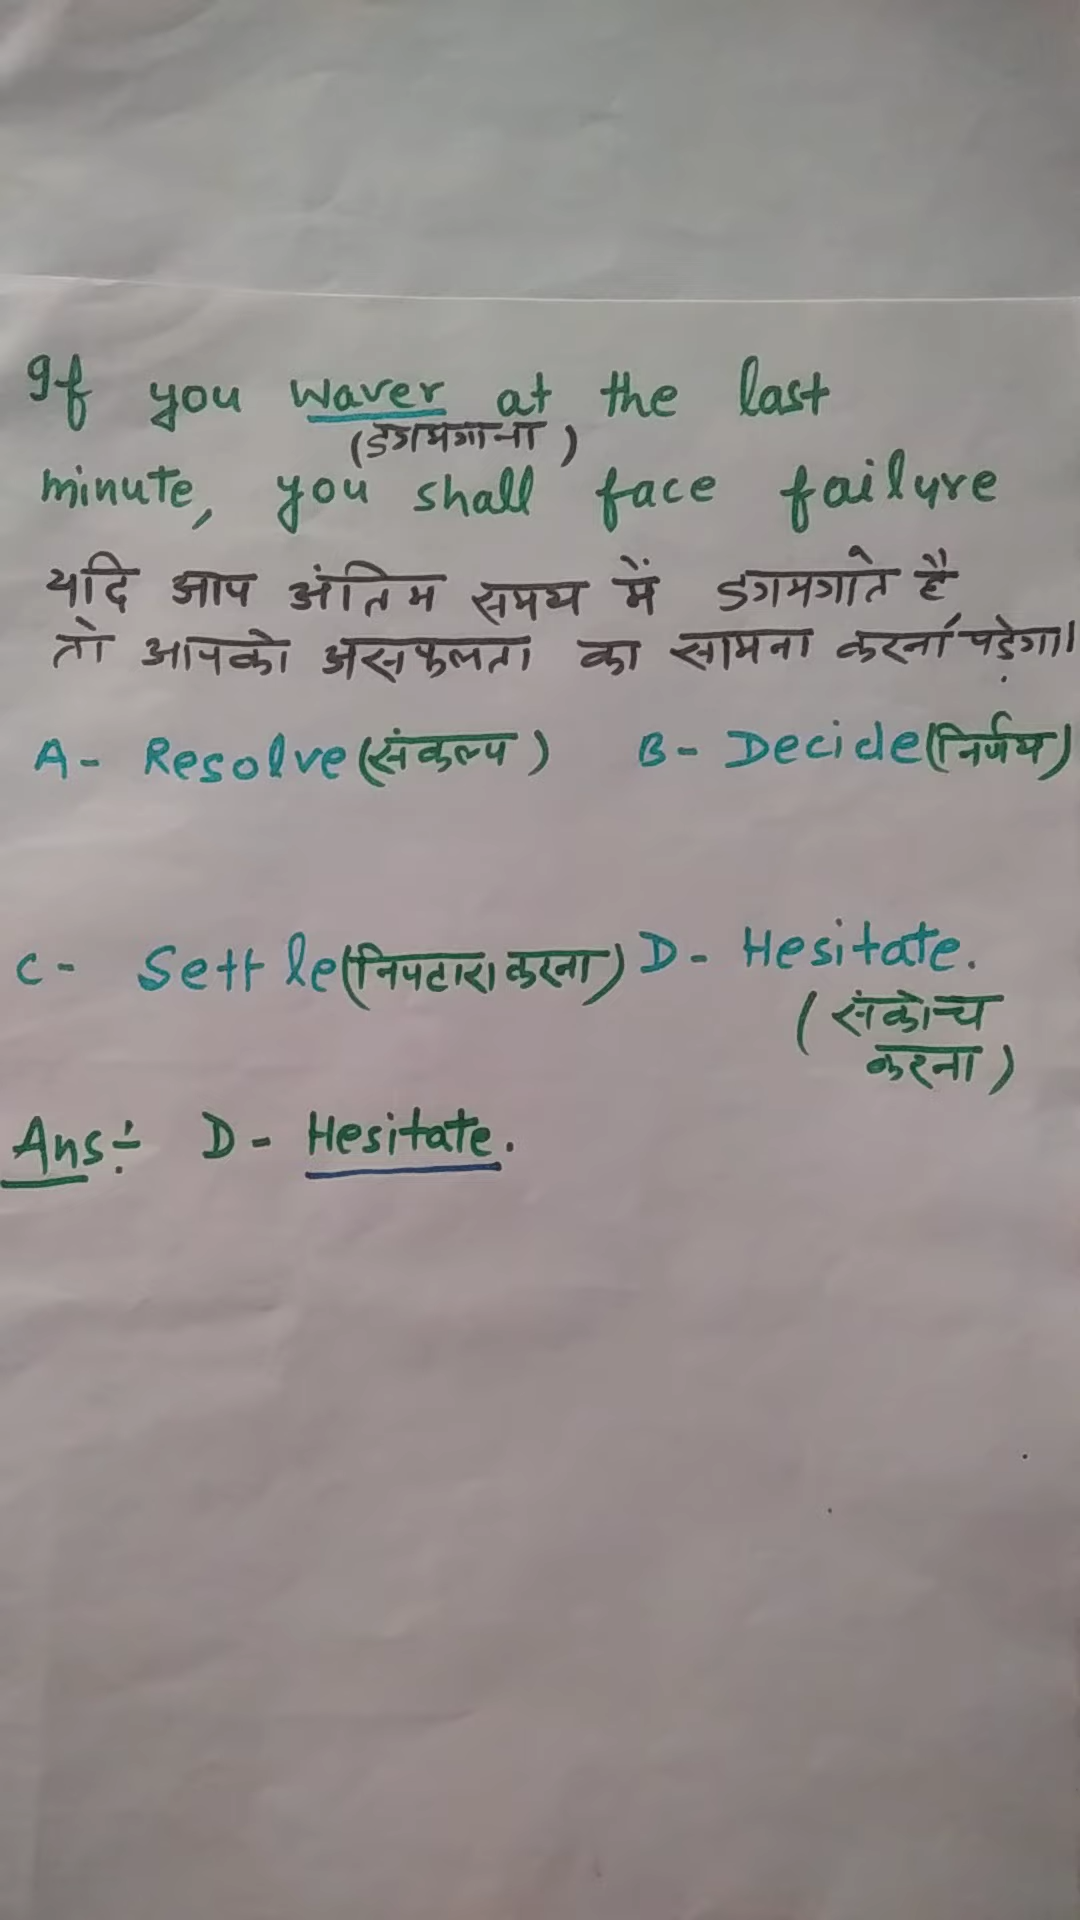 If you waver at the last
(डगमगाना)
minute, you shall face failure
यदि आप अंतिम समय में डगमगाते है,
तो आपको असफलता का सामना करना पड़ेगा।
A- Resolve (संकल्प) B- Decide (निर्णय)
C- Settle (निपटारा करना) D- Hesitate.
(संकोच
करना)
Ans:- D- Hesitate.